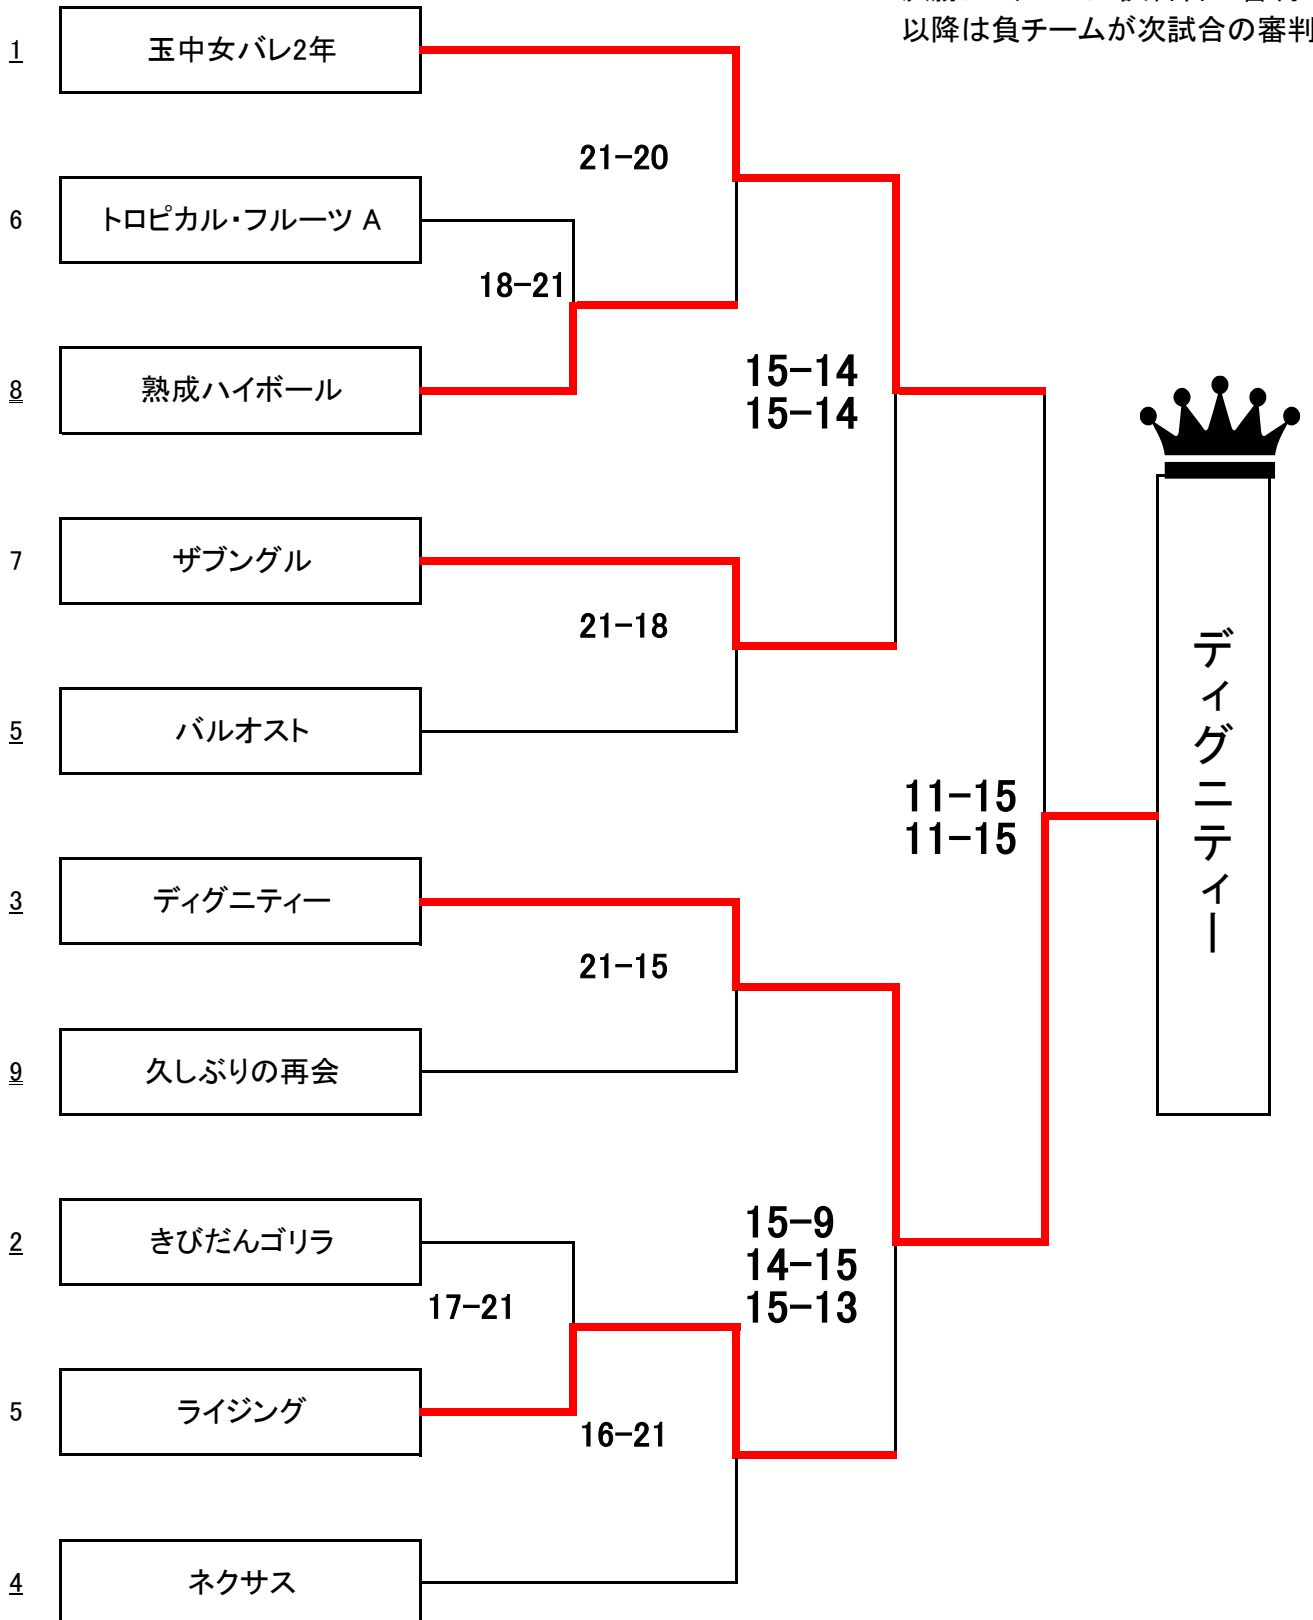 以降は負チームが次試合の審判
1
玉中女バレ2年
21-20
6
トロピカル・フルーツ A
18-21
8
熟成ハイボール
15-14
15-14
7
ザブングル
21-18
5
バルオスト
11-15
11-15
ディグニティー
3
ディグニティー
21-15
9
久しぶりの再会
2
きびだんゴリラ
17-21
15-9
14-15
15-13
5
ライジング
16-21
4
ネクサス